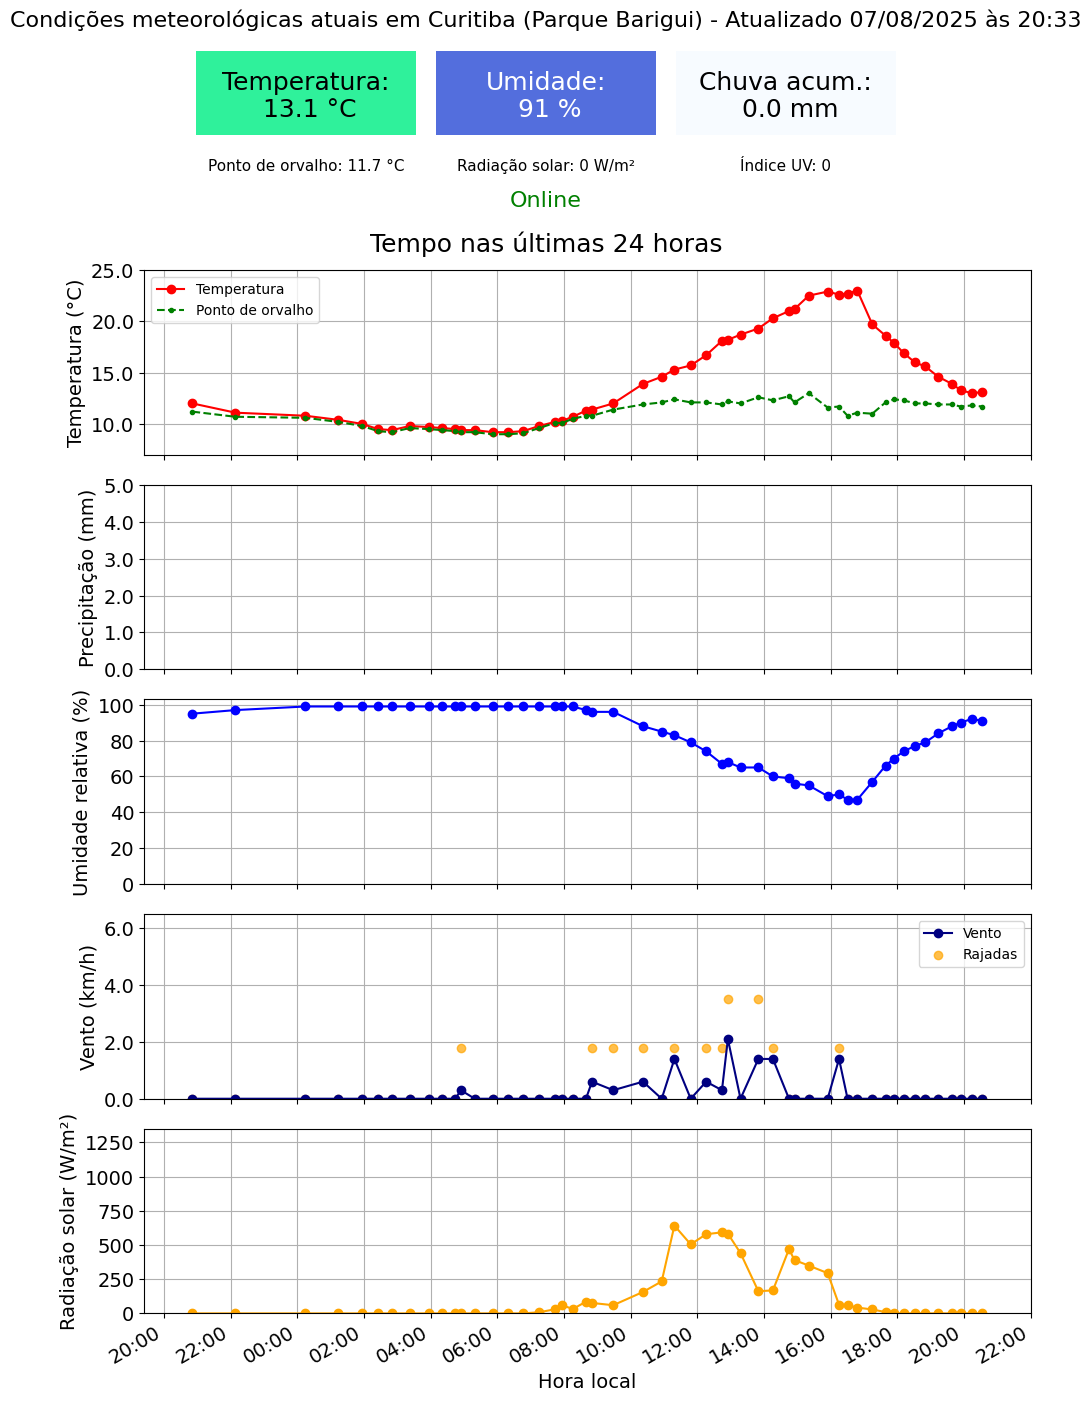 Condições meteorológicas atuais em Curitiba (Parque Barigui) - Atualizado 07/08/2025 às 20:33
Temperatura:
13.1 °C
Umidade:
91 %
Chuva acum.:
0.0 mm
Ponto de orvalho: 11.7 °C
Radiação solar: 0 W/m²
Índice UV: 0
Online
Tempo nas últimas 24 horas
Temperatura (°C)
25.0
20.0
15.0
10.0
Temperatura
Ponto de orvalho
Precipitação (mm)
5.0
4.0
3.0
2.0
1.0
0.0
Umidade relativa (%)
100
80
60
40
20
0
Vento (km/h)
6.0
4.0
2.0
0.0
Vento
Rajadas
Radiação solar (W/m²)
1250
1000
750
500
250
0
20:00
22:00
00:00
02:00
04:00
06:00
08:00
10:00
12:00
14:00
16:00
18:00
20:00
22:00
Hora local